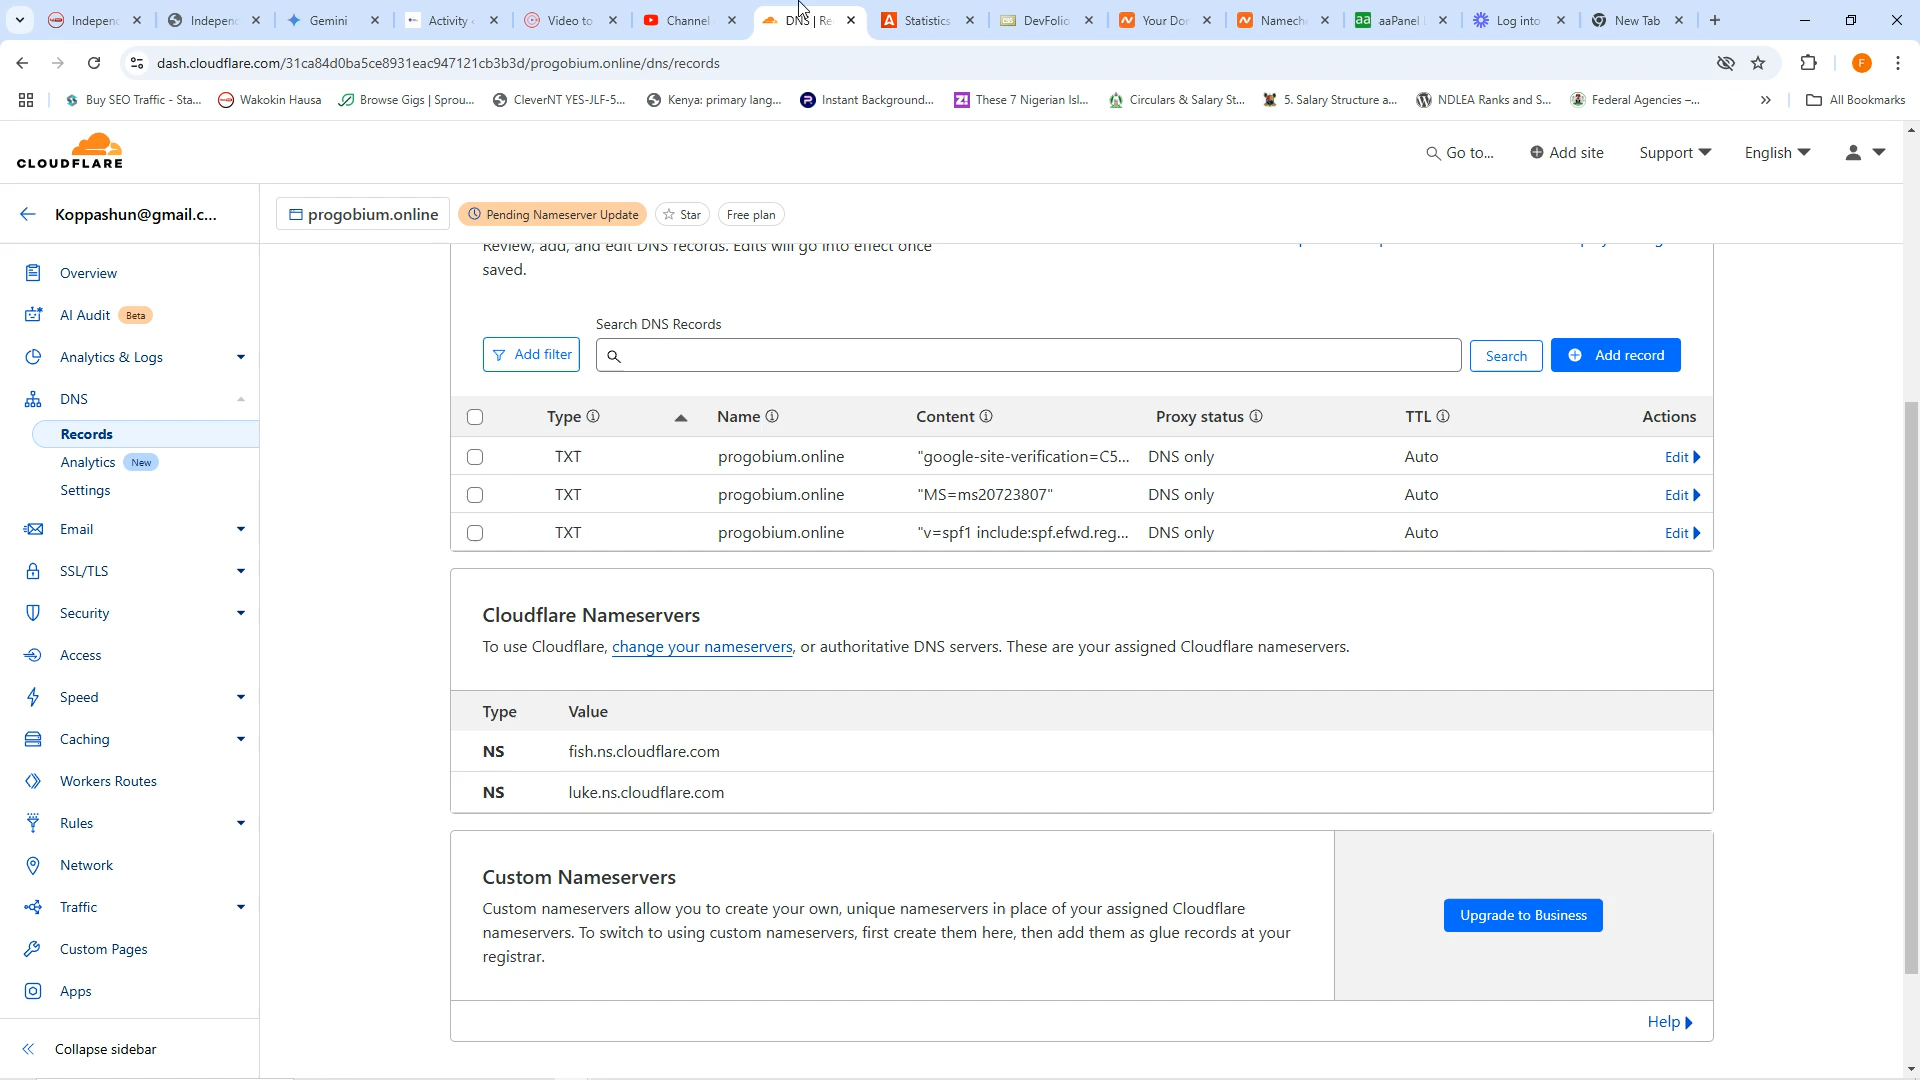 Indepen
Indepen
Gemini
Activity
Video to
Channel
DNS | Re
Statistics
DevFolio
Your Do
Namech
aaPanel
Log into
New Tab
dash.cloudflare.com/31ca84d0ba5ce8931eac947121cb3b3d/progobium.online/dns/records
F
Buy SEO Traffic - Sta...
Wakokin Hausa
Browse Gigs | Sprou...
CleverNT YES-JLF-5...
Kenya: primary lang...
Instant Background...
These 7 Nigerian Isl...
Circulars & Salary St...
5. Salary Structure a...
NDLEA Ranks and S...
Federal Agencies –...
All Bookmarks
CLOUDFLARE
Go to...
Add site
Support
English
Koppashun@gmail.c...
progobium.online
Pending Nameserver Update
Star
Free plan
Overview
AI Audit Beta
Analytics & Logs
DNS
Records
Analytics New
Settings
Email
SSL/TLS
Security
Access
Speed
Caching
Workers Routes
Rules
Network
Traffic
Custom Pages
Apps
Collapse sidebar
Review, add, and edit DNS records. Edits will go into effect once
saved.
Search DNS Records
Add filter
Search
Add record
Type Name Content Proxy status TTL Actions
TXT progobium.online "google-site-verification=C5... DNS only Auto Edit
TXT progobium.online "MS=ms20723807" DNS only Auto Edit
TXT progobium.online "v=spf1 include:spf.efwd.reg... DNS only Auto Edit
Cloudflare Nameservers
To use Cloudflare, change your nameservers, or authoritative DNS servers. These are your assigned Cloudflare nameservers.
Type Value
NS fish.ns.cloudflare.com
NS luke.ns.cloudflare.com
Custom Nameservers
Custom nameservers allow you to create your own, unique nameservers in place of your assigned Cloudflare
nameservers. To switch to using custom nameservers, first create them here, then add them as glue records at your
registrar.
Upgrade to Business
Help